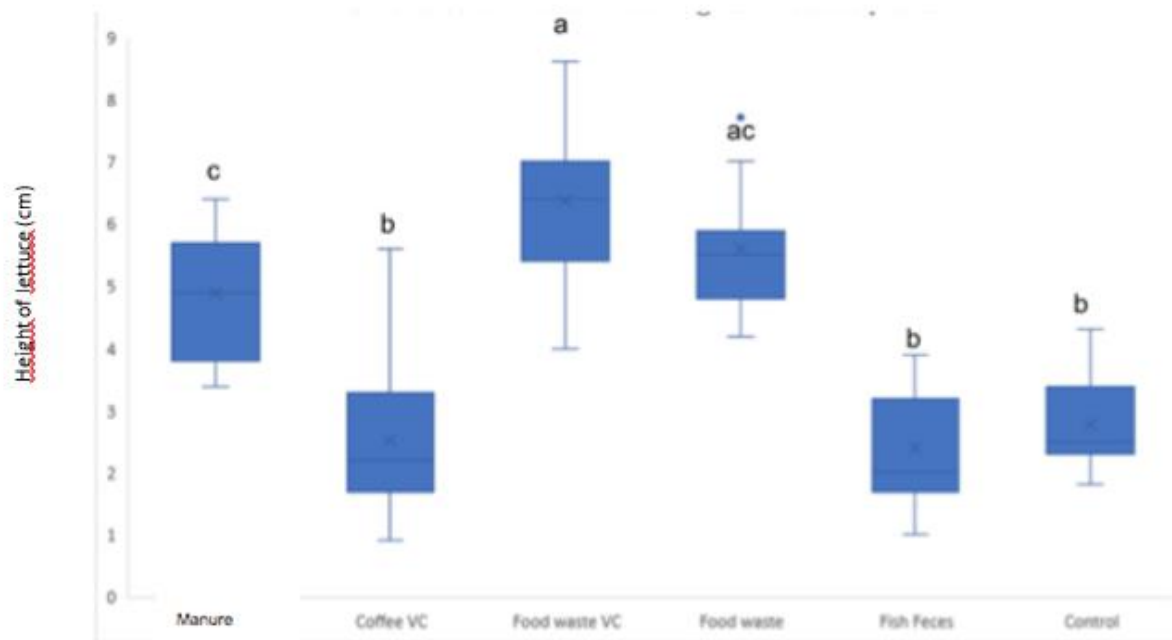 Height of lettuce (cm)
9
8
7
6
5
4
3
2
1
0
c
b
a
ac
b
b
Manure
Coffee VC
Food waste VC
Food waste
Fish Feces
Control